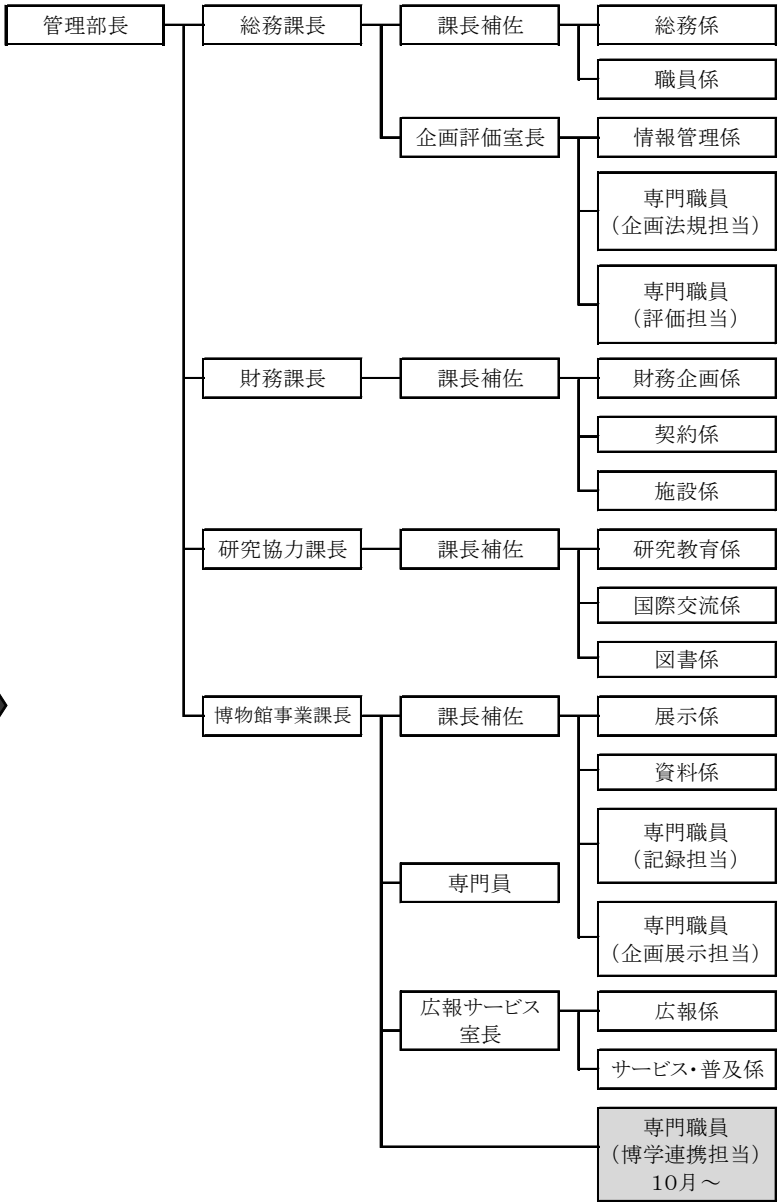 管理部長
総務課長
課長補佐
総務係
職員係
企画評価室長
情報管理係
専門職員
（企画法規担当）
専門職員
（評価担当）
財務課長
課長補佐
財務企画係
契約係
施設係
研究協力課長
課長補佐
研究教育係
国際交流係
図書係
博物館事業課長
課長補佐
展示係
資料係
専門職員
（記録担当）
専門員
専門職員
（企画展示担当）
広報サービス
室長
広報係
サービス・普及係
専門職員
（博学連携担当）
10月～